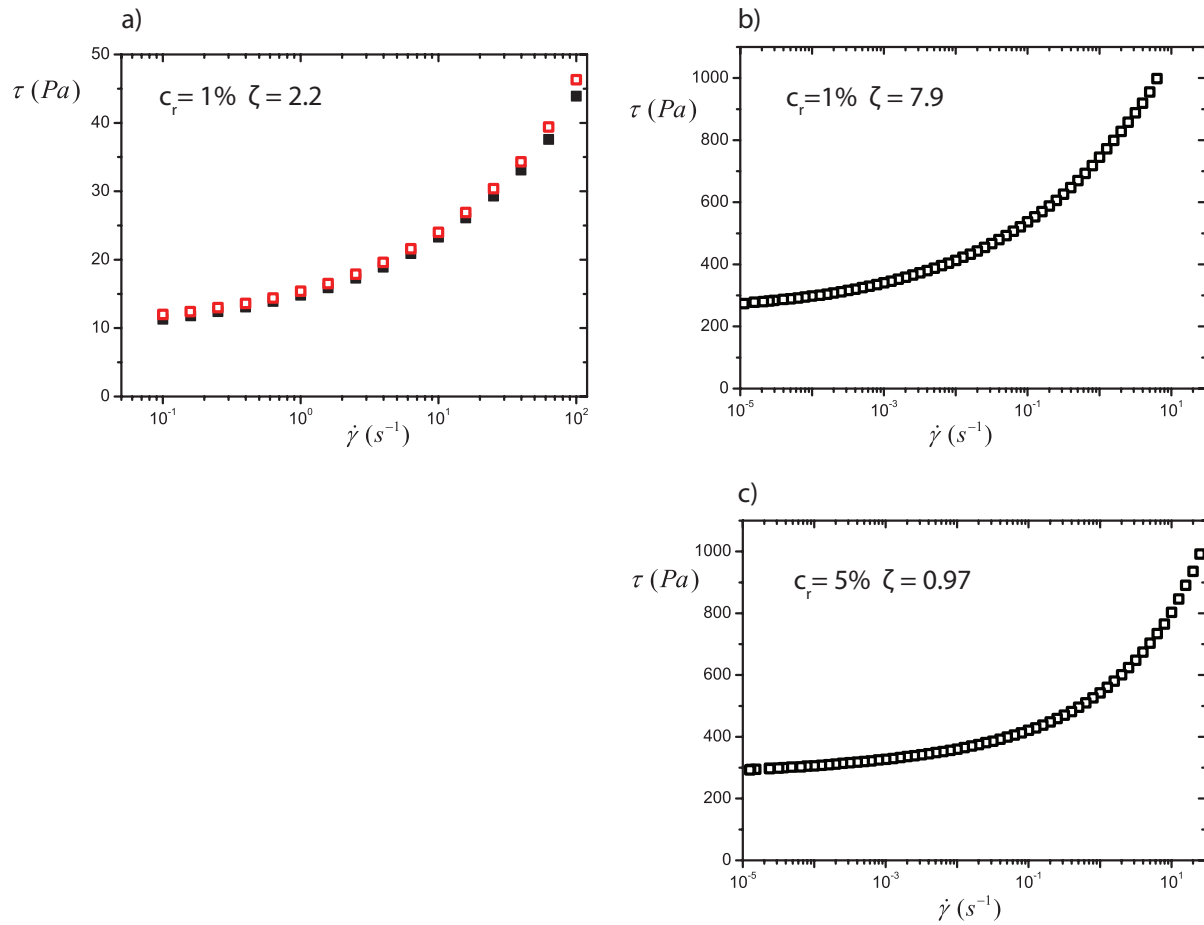 a)
τ (Pa)
50
40
30
20
10
0
c_r= 1% ζ = 2.2
10^-1
10^0
10^1
10^2
γ̇ (s^-1)
b)
τ (Pa)
1000
800
600
400
200
0
c_r=1% ζ = 7.9
10^-5
10^-3
10^-1
10^1
γ̇ (s^-1)
c)
τ (Pa)
1000
800
600
400
200
0
c_r= 5% ζ = 0.97
10^-5
10^-3
10^-1
10^1
γ̇ (s^-1)